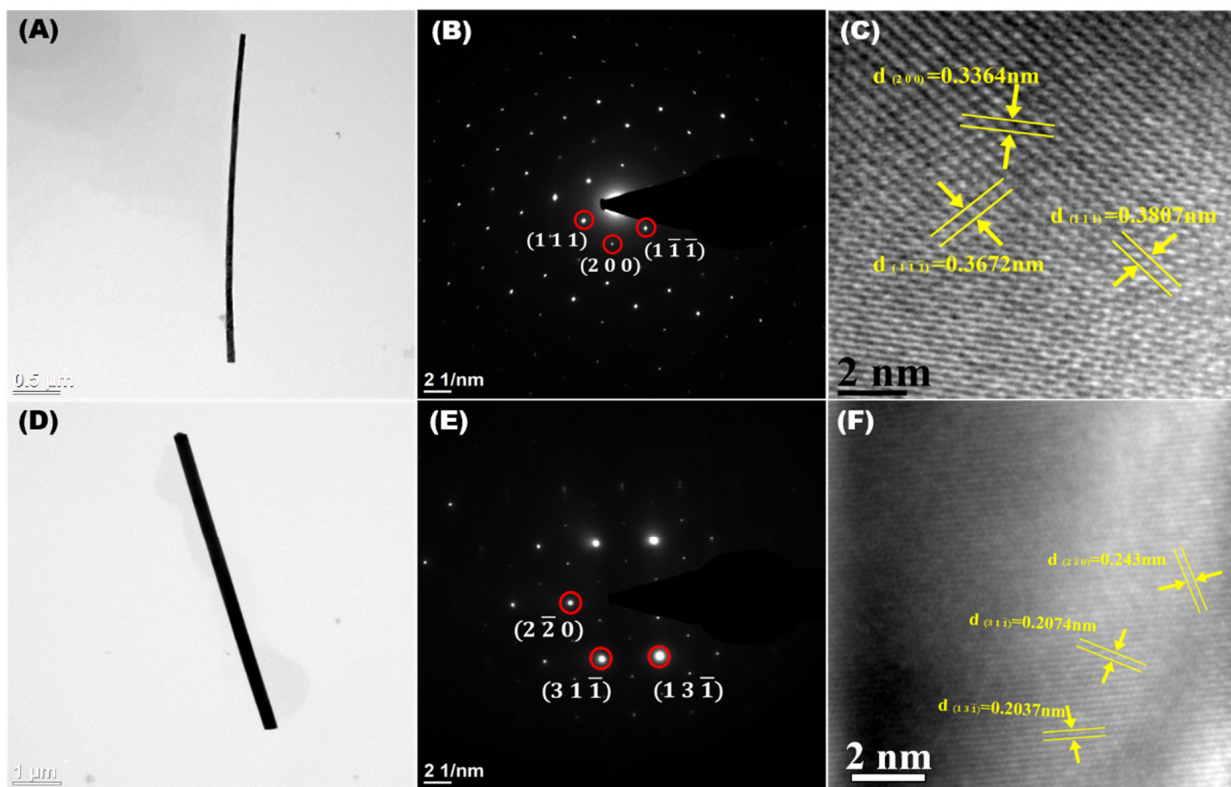 (A)
0.5 μm
(B)
(1 1 1)
(2 0 0)
(1 1̅ 1̅)
2 1/nm
(C)
d (2 0 0)=0.3364nm
d (1 1 1)=0.3807nm
d (1 1̅ 1̅)=0.3672nm
2 nm
(D)
1 μm
(E)
(2 2̅ 0)
(3 1 1̅)
(1 3 1̅)
2 1/nm
(F)
d (2 2̅ 0)=0.243nm
d (3 1 1̅)=0.2074nm
d (1 3 1̅)=0.2037nm
2 nm